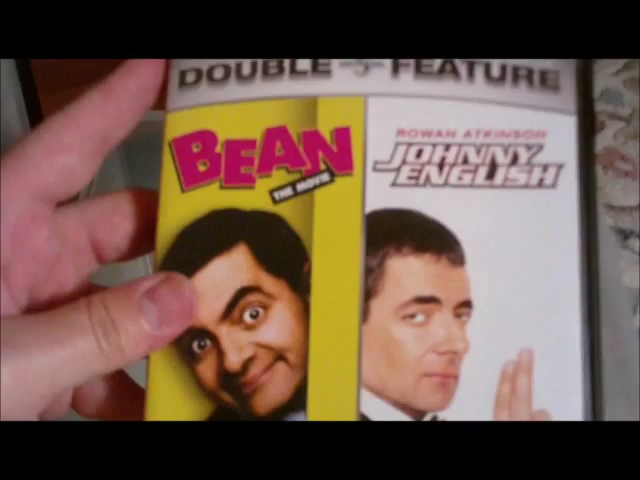 DOUBLE FEATURE
BEAN
THE MOVIE
ROWAN ATKINSON
JOHNNY
ENGLISH